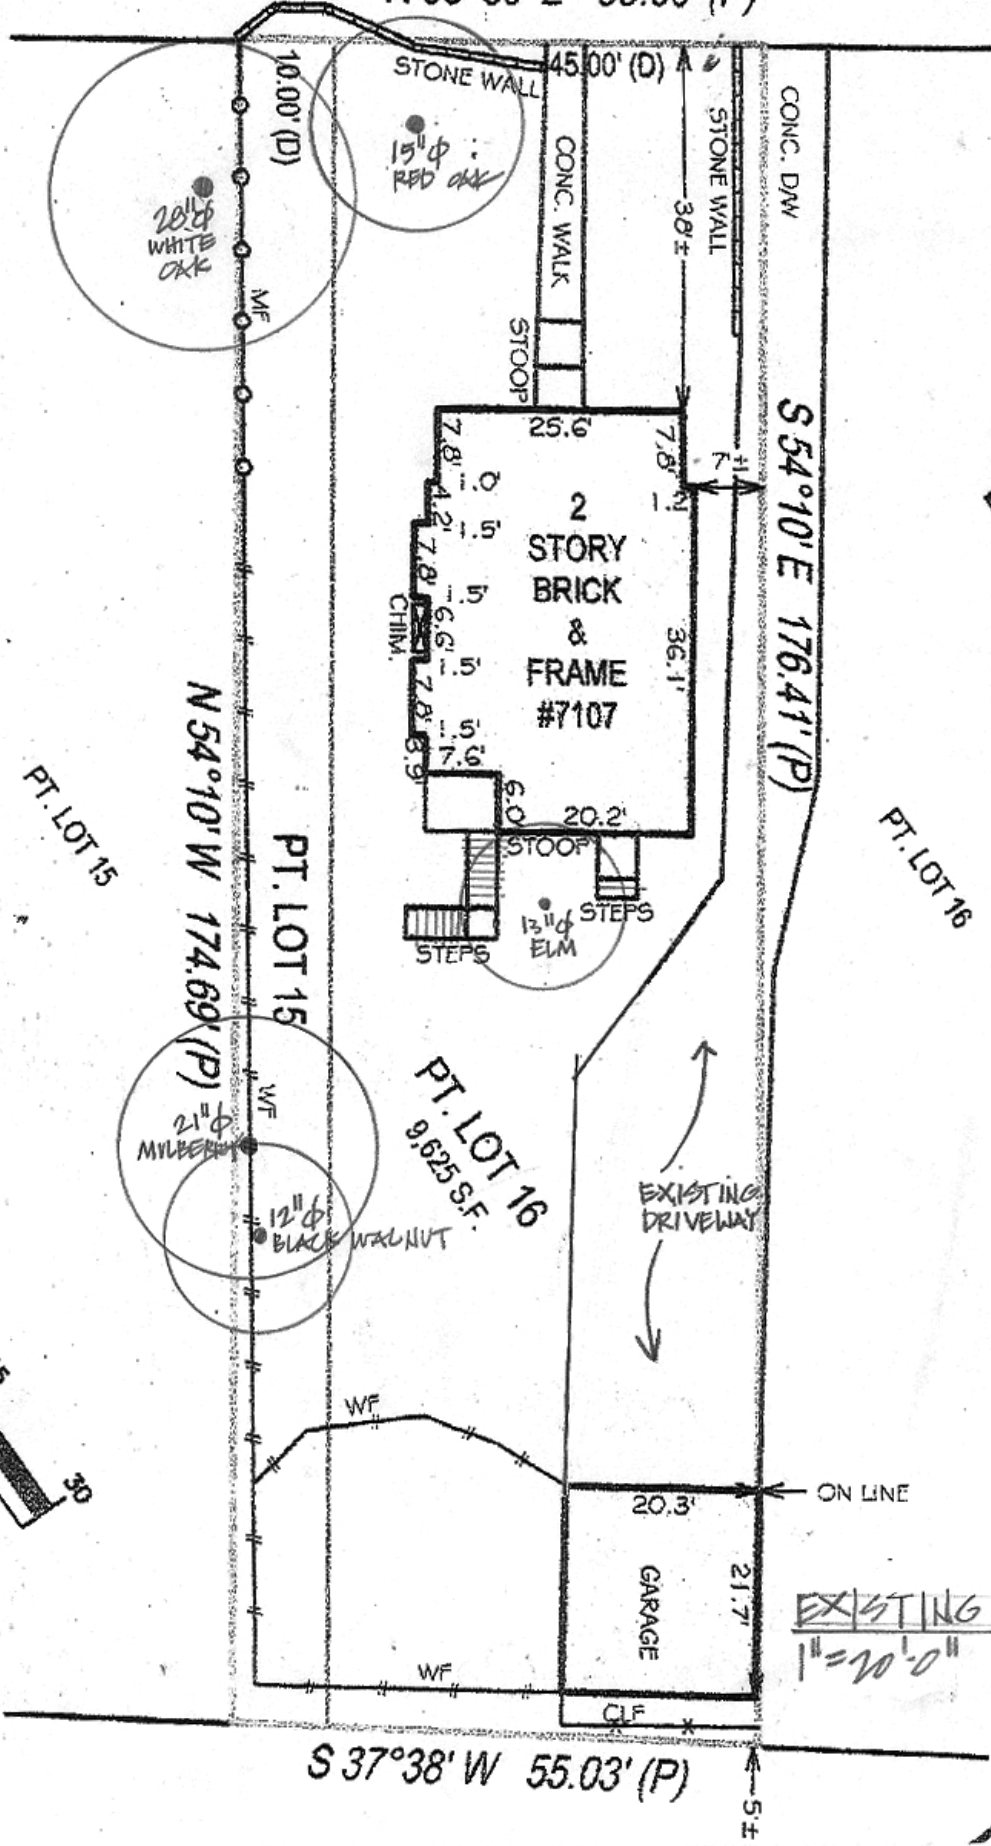 45.00' (D)
STONE WALL
10.00' (D)
15"φ
RED OAK
CONC. WALK
38'±
STONE WALL
CONC. D/W
WHITE
OAK
MF
STOOP
25.6'
7.8'
7.8'
7'±
1.0'
4.2'
1.5'
1.2
7.8'
1.5'
CHIM.
6.6'
1.5'
7.8'
1.5'
2
STORY
BRICK
&
FRAME
#7107
36.1'
S 54°10' E 176.41' (P)
7.6'
6.0'
20.2'
STOOP
STEPS
STEPS
13"φ
ELM
N 54°10' W 174.69' (P)
PT. LOT 15
PT. LOT 15
PT. LOT 16
PT. LOT 16
9,625 S.F.
WF
21"φ
MULBERRY
12"φ
BLACK WALNUT
EXISTING
DRIVEWAY
WF
30
20.3'
ON LINE
GARAGE
21.7'
EXISTING
1"=20'-0"
WF
CLF
S 37°38' W 55.03' (P)
5'±